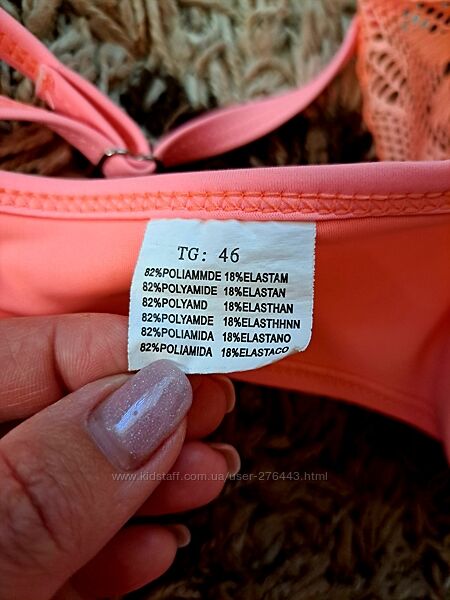 TG: 46
82%POLIAMMDE 18%ELASTAM
82%POLYAMIDE 18%ELASTAN
82%POLYAMD 18%ELASTHAN
82%POLYAMDE 18%ELASTHHNN
82%POLIAMIDA 18%ELASTANO
82%POLIAMIDA 18%ELASTACO
www.kidstaff.com.ua/user-276443.html